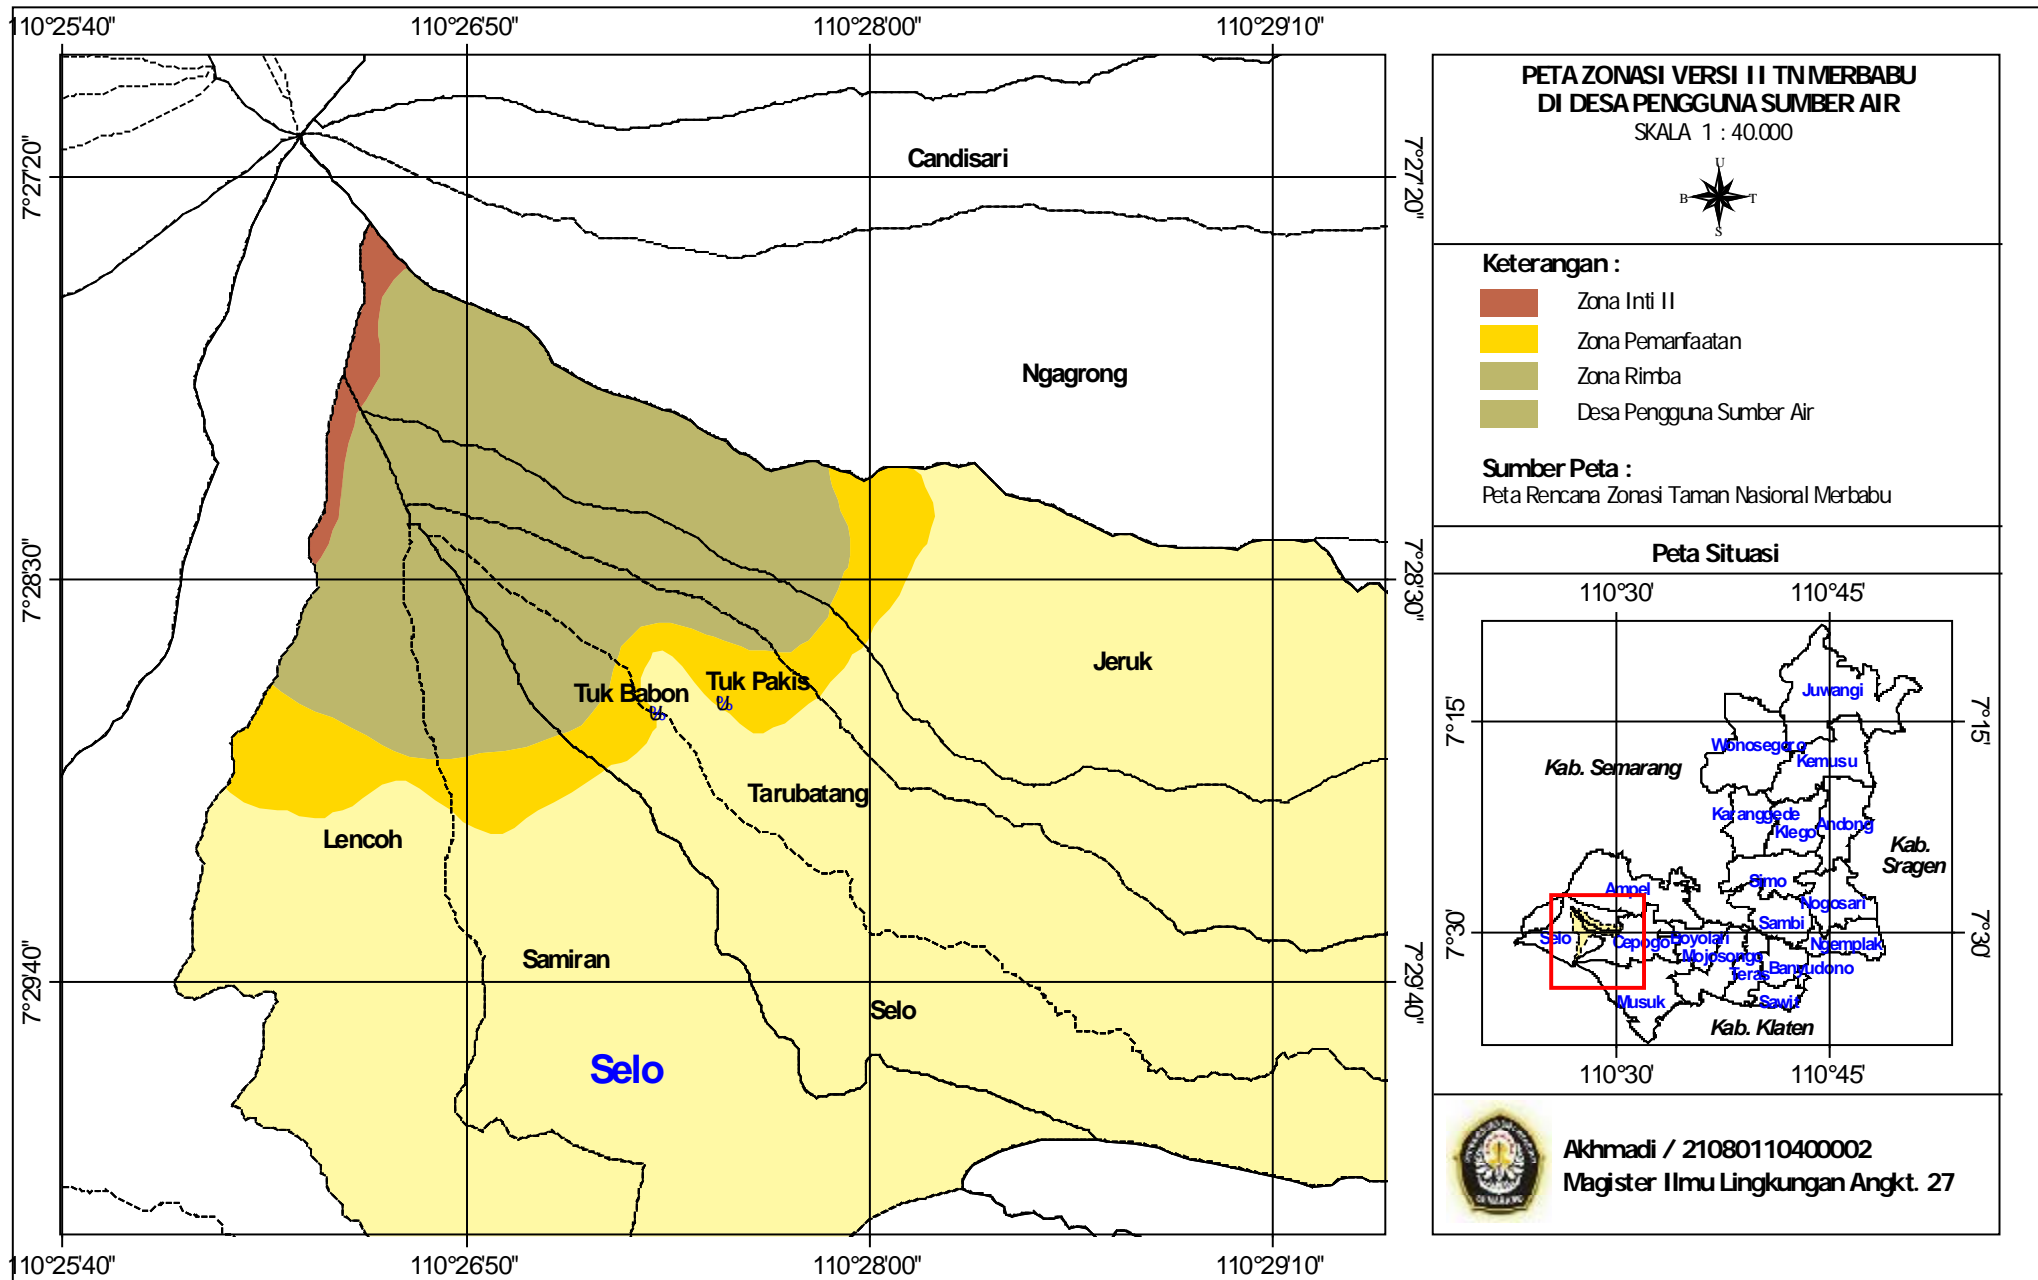 110°25'40"
110°26'50"
110°28'00"
110°29'10"
7°27'20"
7°28'30"
7°29'40"
Candisari
Ngagrong
Jeruk
Tuk Babon
Tuk Pakis
Tarubatang
Lencoh
Samiran
Selo
Selo
7°27'20"
7°28'30"
7°29'40"
110°25'40"
110°26'50"
110°28'00"
110°29'10"
PETA ZONASI VERSI II TN MERBABU
DI DESA PENGGUNA SUMBER AIR
SKALA 1 : 40.000
U
B
T
S
Keterangan :
Zona Inti II
Zona Pemanfaatan
Zona Rimba
Desa Pengguna Sumber Air
Sumber Peta :
Peta Rencana Zonasi Taman Nasional Merbabu
Peta Situasi
110°30'
110°45'
7°15'
7°15'
7°30'
7°30'
Juwangi
Wonosegoro
Kemusu
Kab. Semarang
Karanggede
Klego
Andong
Kab.
Sragen
Simo
Ampel
Nogosari
Sambi
Selo
Cepogo
Boyolali
Ngemplak
Mojosongo
Teras
Banyudono
Musuk
Sawit
Kab. Klaten
110°30'
110°45'
Akhmadi / 21080110400002
Magister Ilmu Lingkungan Angkt. 27